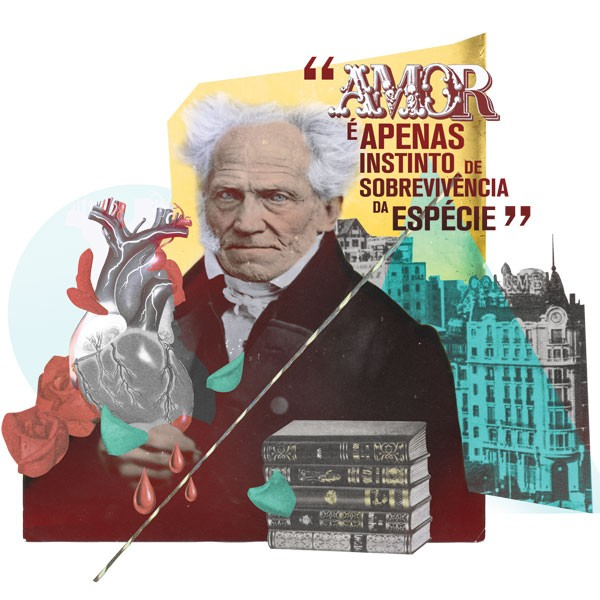 “AMOR
É APENAS
INSTINTO DE
SOBREVIVÊNCIA
DA ESPÉCIE”